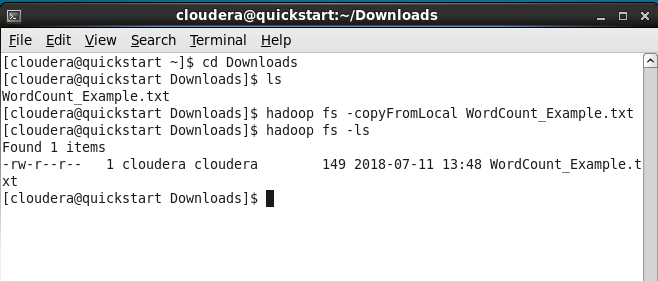 cloudera@quickstart:~/Downloads
File Edit View Search Terminal Help
[cloudera@quickstart ~]$ cd Downloads
[cloudera@quickstart Downloads]$ ls
WordCount_Example.txt
[cloudera@quickstart Downloads]$ hadoop fs -copyFromLocal WordCount_Example.txt
[cloudera@quickstart Downloads]$ hadoop fs -ls
Found 1 items
-rw-r--r--   1 cloudera cloudera        149 2018-07-11 13:48 WordCount_Example.t
xt
[cloudera@quickstart Downloads]$